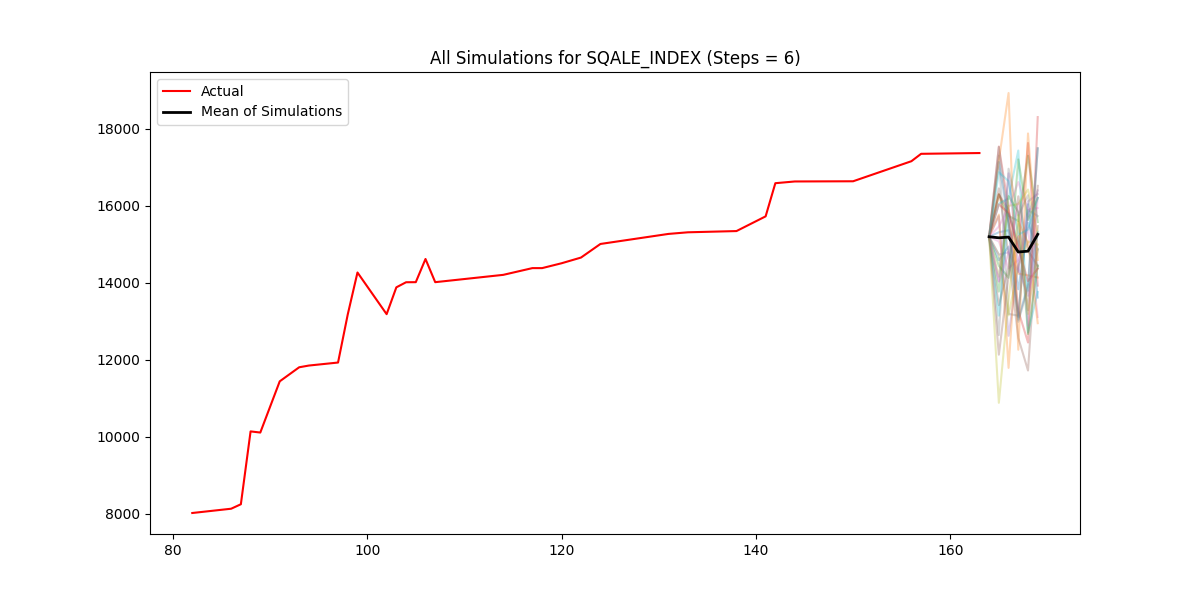 All Simulations for SQALE_INDEX (Steps = 6)
Actual
Mean of Simulations
18000
16000
14000
12000
10000
8000
80 100 120 140 160